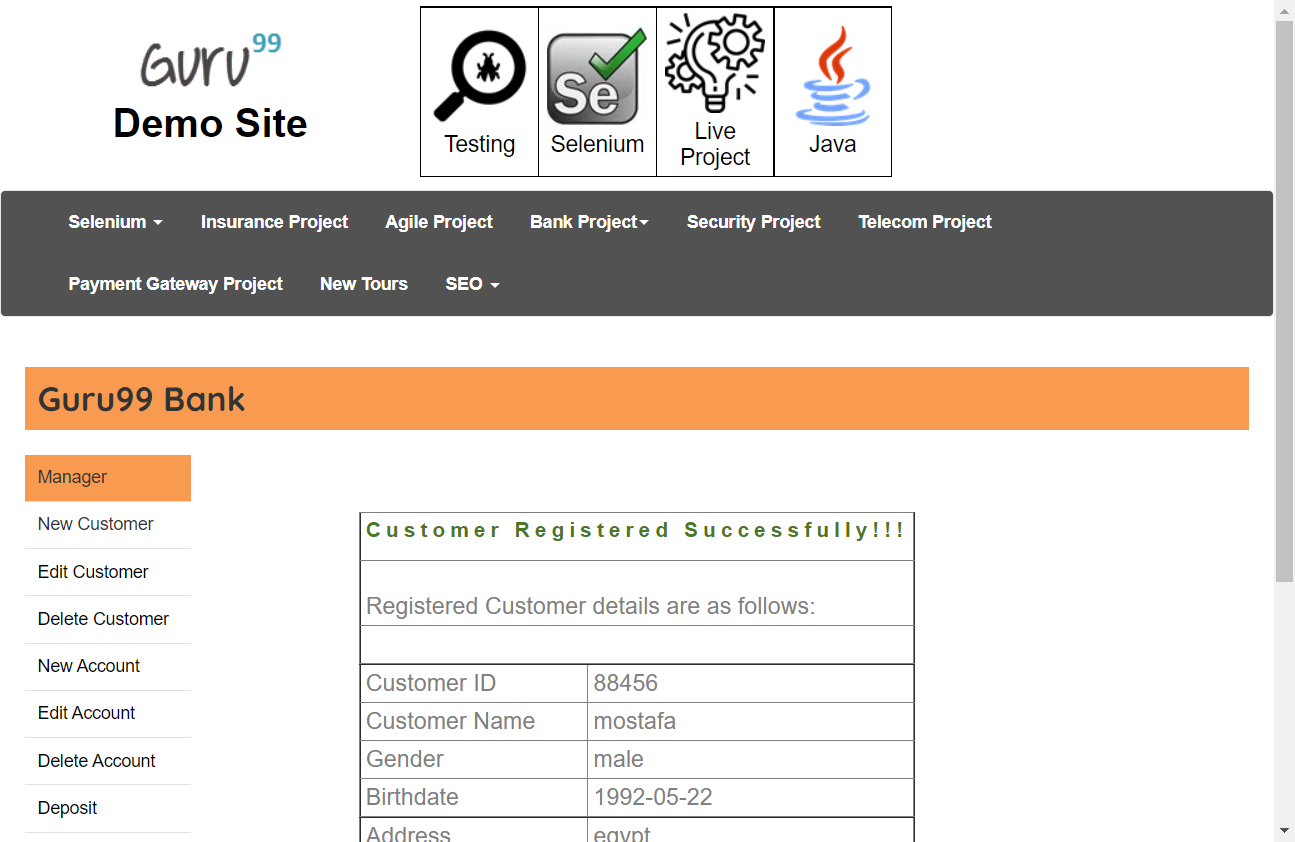 Guru99
Demo Site
Testing
Selenium
Live
Project
Java
Selenium
Insurance Project
Agile Project
Bank Project
Security Project
Telecom Project
Payment Gateway Project
New Tours
SEO
Guru99 Bank
Manager
New Customer
Edit Customer
Delete Customer
New Account
Edit Account
Delete Account
Deposit
Customer Registered Successfully!!!
Registered Customer details are as follows:
Customer ID 88456
Customer Name mostafa
Gender male
Birthdate 1992-05-22
Address egypt